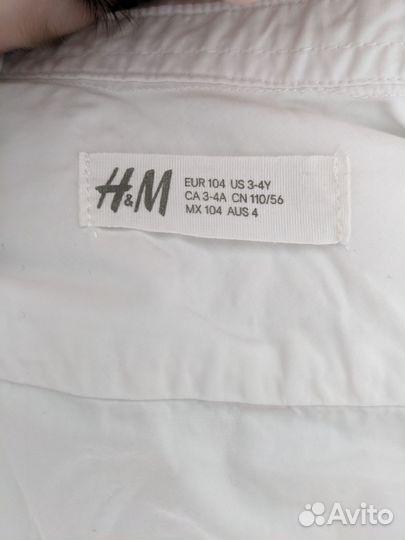 H&M
EUR 104 US 3-4Y
CA 3-4A CN 110/56
MX 104 AUS 4
Avito